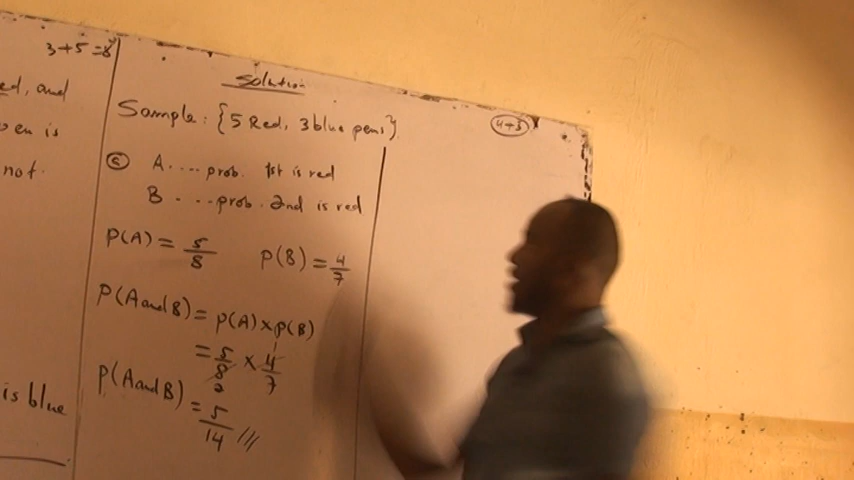 3+5=8
ed, and
pen is
not.
is blue
Solution
Sample: {5 Red, 3 blue pens}
ⓐ A.... prob. 1st is red
B . . .. prob. 2nd is red
P(A) = 5/8 P(B) = 4/7
P(A and B) = P(A) x P(B)
= 5/8 x 4/7
P(A and B) = 5/14 ///
4+3